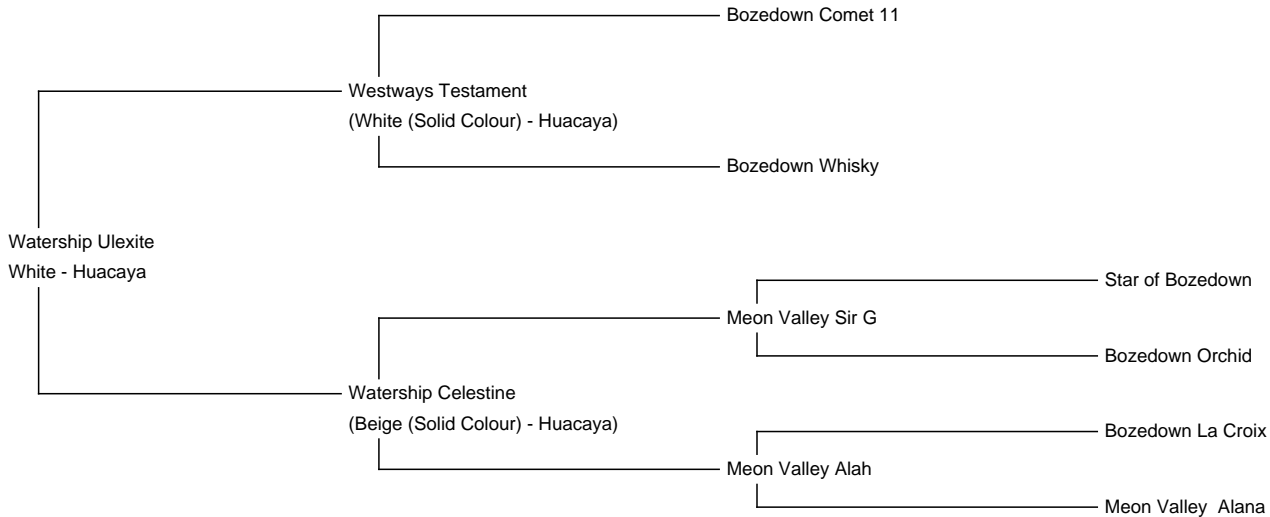 Bozedown Comet 11
Westways Testament
(White (Solid Colour) - Huacaya)
Bozedown Whisky
Watership Ulexite
White - Huacaya
Star of Bozedown
Meon Valley Sir G
Bozedown Orchid
Watership Celestine
(Beige (Solid Colour) - Huacaya)
Bozedown La Croix
Meon Valley Alah
Meon Valley  Alana